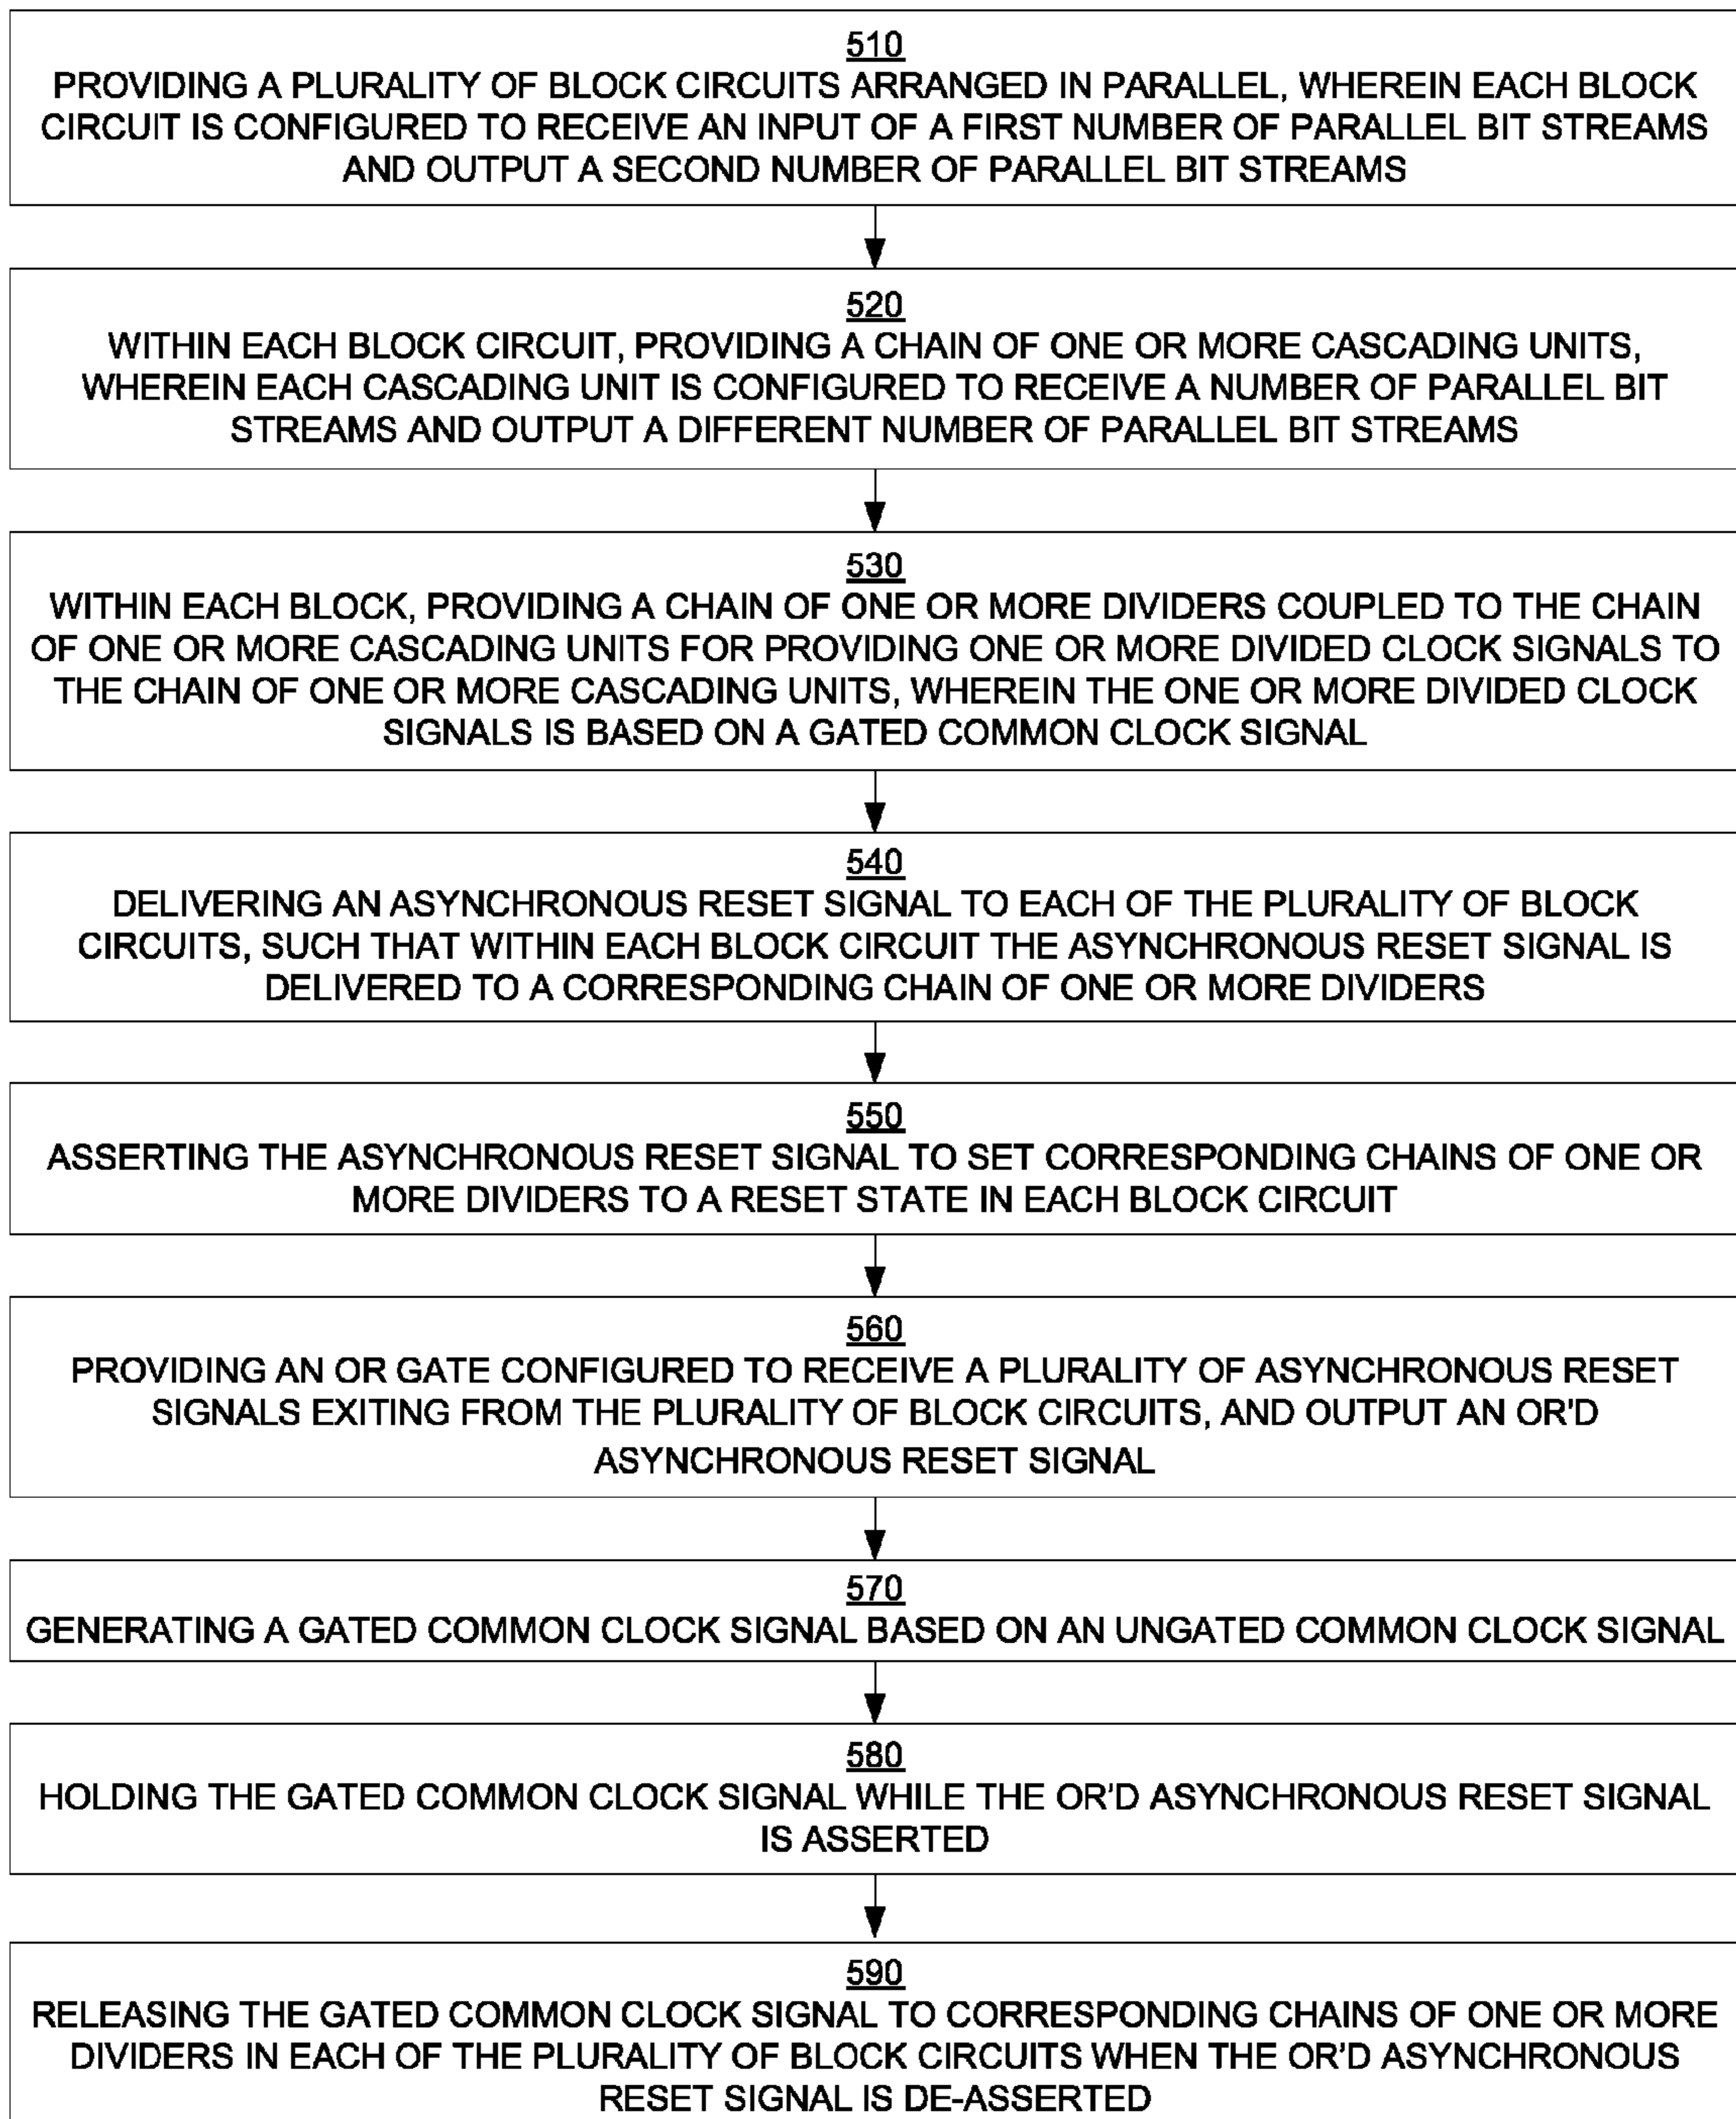 510
PROVIDING A PLURALITY OF BLOCK CIRCUITS ARRANGED IN PARALLEL, WHEREIN EACH BLOCK
CIRCUIT IS CONFIGURED TO RECEIVE AN INPUT OF A FIRST NUMBER OF PARALLEL BIT STREAMS
AND OUTPUT A SECOND NUMBER OF PARALLEL BIT STREAMS
520
WITHIN EACH BLOCK CIRCUIT, PROVIDING A CHAIN OF ONE OR MORE CASCADING UNITS,
WHEREIN EACH CASCADING UNIT IS CONFIGURED TO RECEIVE A NUMBER OF PARALLEL BIT
STREAMS AND OUTPUT A DIFFERENT NUMBER OF PARALLEL BIT STREAMS
530
WITHIN EACH BLOCK, PROVIDING A CHAIN OF ONE OR MORE DIVIDERS COUPLED TO THE CHAIN
OF ONE OR MORE CASCADING UNITS FOR PROVIDING ONE OR MORE DIVIDED CLOCK SIGNALS TO
THE CHAIN OF ONE OR MORE CASCADING UNITS, WHEREIN THE ONE OR MORE DIVIDED CLOCK
SIGNALS IS BASED ON A GATED COMMON CLOCK SIGNAL
540
DELIVERING AN ASYNCHRONOUS RESET SIGNAL TO EACH OF THE PLURALITY OF BLOCK
CIRCUITS, SUCH THAT WITHIN EACH BLOCK CIRCUIT THE ASYNCHRONOUS RESET SIGNAL IS
DELIVERED TO A CORRESPONDING CHAIN OF ONE OR MORE DIVIDERS
550
ASSERTING THE ASYNCHRONOUS RESET SIGNAL TO SET CORRESPONDING CHAINS OF ONE OR
MORE DIVIDERS TO A RESET STATE IN EACH BLOCK CIRCUIT
560
PROVIDING AN OR GATE CONFIGURED TO RECEIVE A PLURALITY OF ASYNCHRONOUS RESET
SIGNALS EXITING FROM THE PLURALITY OF BLOCK CIRCUITS, AND OUTPUT AN OR'D
ASYNCHRONOUS RESET SIGNAL
570
GENERATING A GATED COMMON CLOCK SIGNAL BASED ON AN UNGATED COMMON CLOCK SIGNAL
580
HOLDING THE GATED COMMON CLOCK SIGNAL WHILE THE OR'D ASYNCHRONOUS RESET SIGNAL
IS ASSERTED
590
RELEASING THE GATED COMMON CLOCK SIGNAL TO CORRESPONDING CHAINS OF ONE OR MORE
DIVIDERS IN EACH OF THE PLURALITY OF BLOCK CIRCUITS WHEN THE OR'D ASYNCHRONOUS
RESET SIGNAL IS DE-ASSERTED